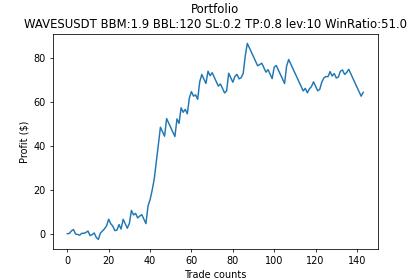 Portfolio
WAVESUSDT BBM:1.9 BBL:120 SL:0.2 TP:0.8 lev:10 WinRatio:51.0
Profit ($)
80
60
40
20
0
0 20 40 60 80 100 120 140
Trade counts